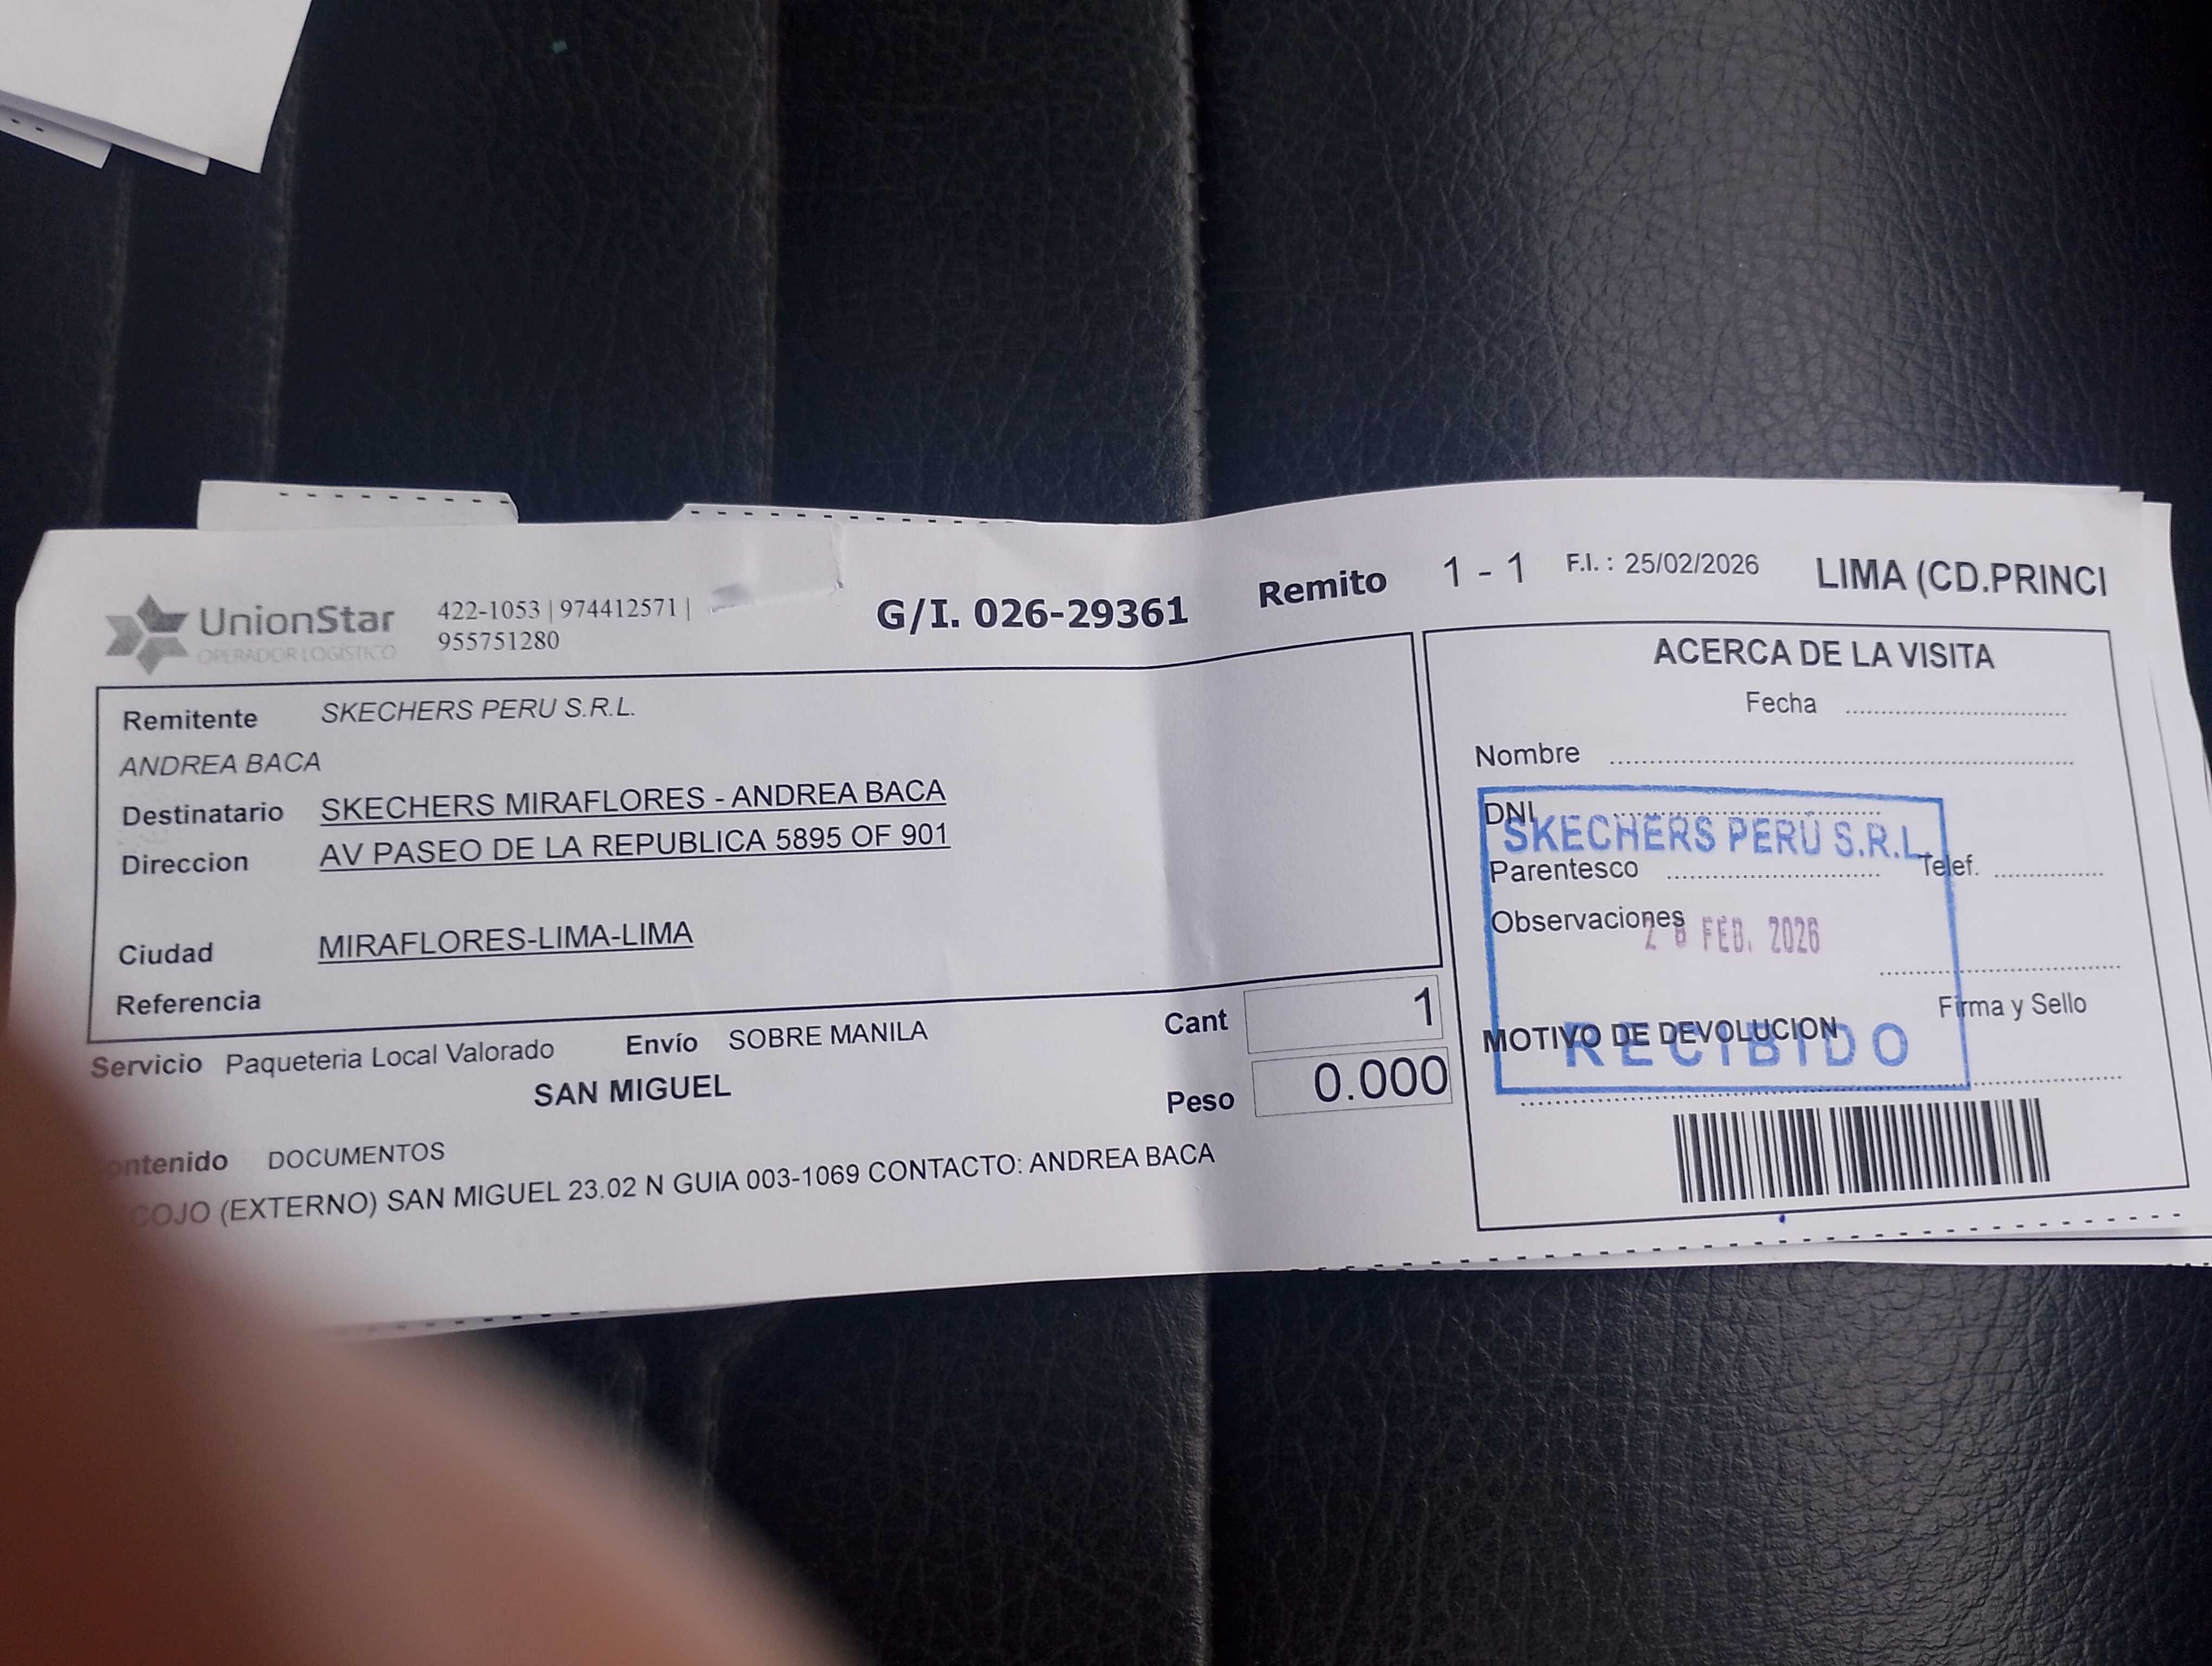 UnionStar
OPERADOR LOGISTICO
422-1053 | 974412571 |
955751280
G/I. 026-29361
Remito 1 - 1 F.I. : 25/02/2026 LIMA (CD.PRINCI
Remitente SKECHERS PERU S.R.L.
ANDREA BACA
Destinatario SKECHERS MIRAFLORES - ANDREA BACA
Direccion AV PASEO DE LA REPUBLICA 5895 OF 901
Ciudad MIRAFLORES-LIMA-LIMA
Referencia
Servicio Paqueteria Local Valorado Envío SOBRE MANILA
SAN MIGUEL
Cant 1
Peso 0.000
ontenido DOCUMENTOS
COJO (EXTERNO) SAN MIGUEL 23.02 N GUIA 003-1069 CONTACTO: ANDREA BACA
ACERCA DE LA VISITA
Fecha
Nombre
DNI
SKECHERS PERU S.R.L.
Parentesco Telef.
Observaciones
FEB. 2026
Firma y Sello
MOTIVO DE DEVOLUCION
RECIBIDO